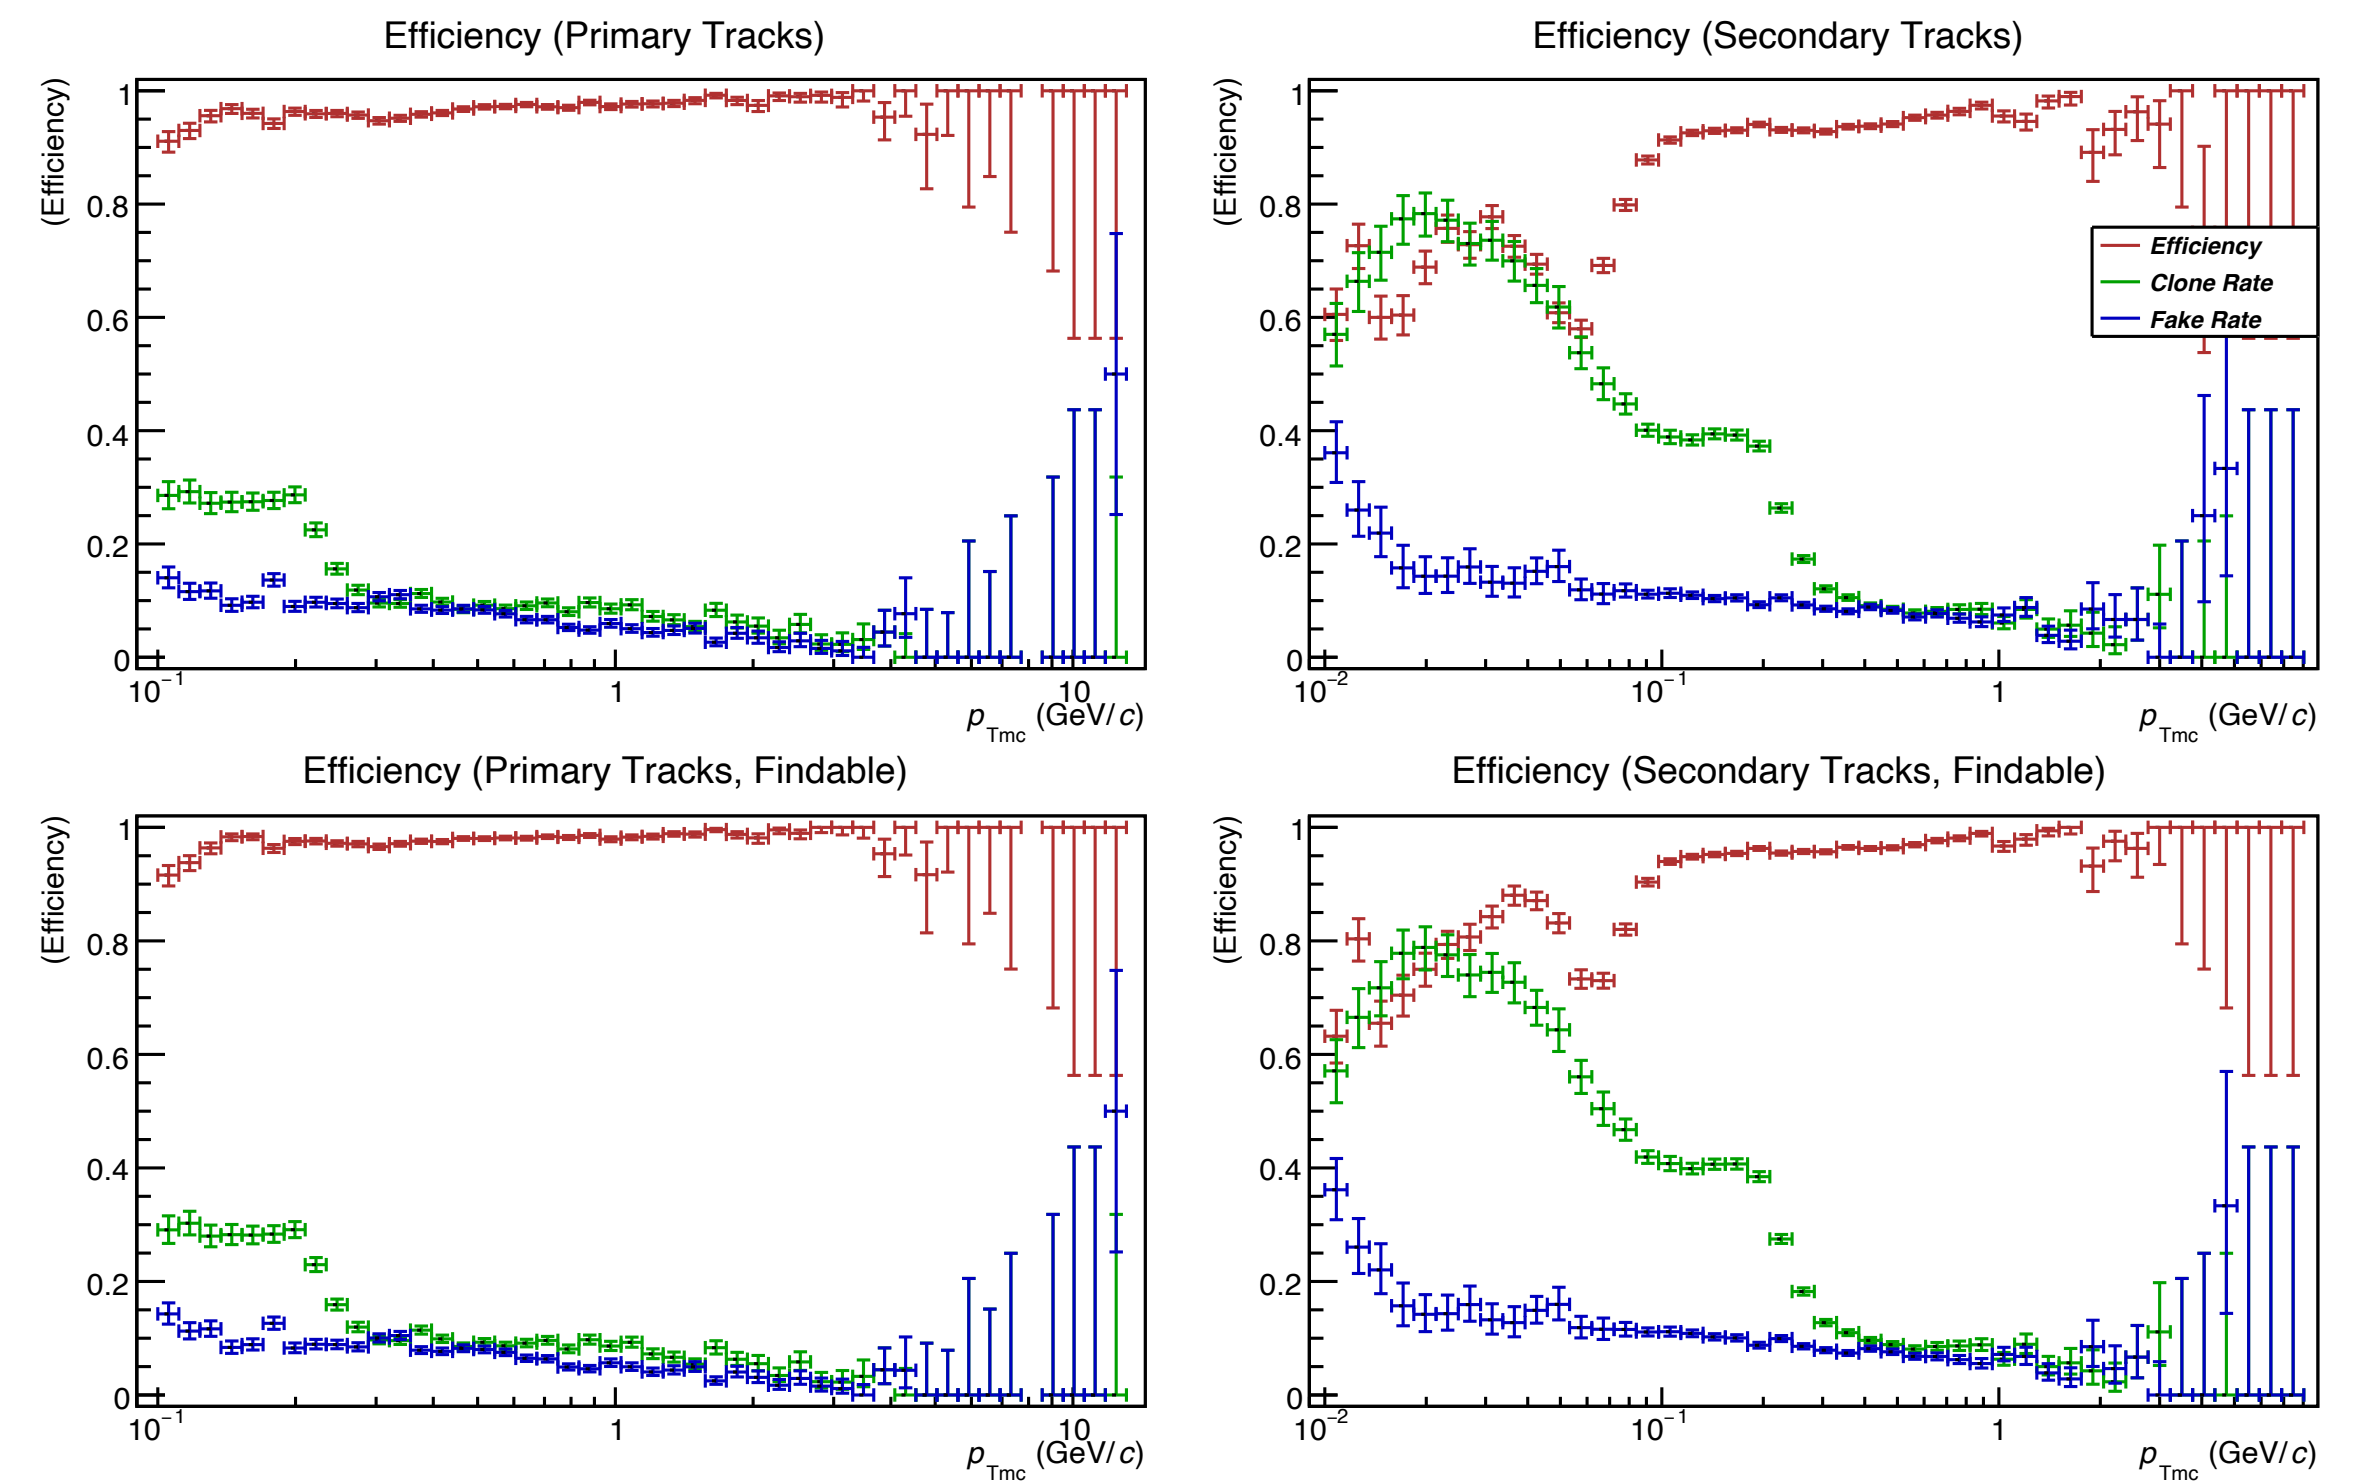 Efficiency (Primary Tracks)
(Efficiency)
1
0.8
0.6
0.4
0.2
0
10⁻¹
1
10
p_Tmc (GeV/c)
Efficiency (Secondary Tracks)
(Efficiency)
1
0.8
0.6
0.4
0.2
0
10⁻²
10⁻¹
1
p_Tmc (GeV/c)
Efficiency
Clone Rate
Fake Rate
Efficiency (Primary Tracks, Findable)
(Efficiency)
1
0.8
0.6
0.4
0.2
0
10⁻¹
1
10
p_Tmc (GeV/c)
Efficiency (Secondary Tracks, Findable)
(Efficiency)
1
0.8
0.6
0.4
0.2
0
10⁻²
10⁻¹
1
p_Tmc (GeV/c)